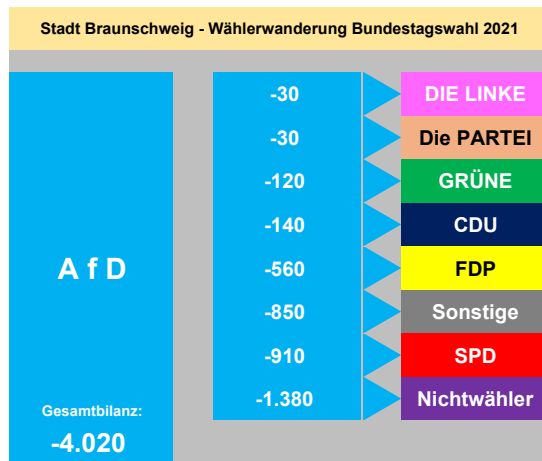 Stadt Braunschweig - Wählerwanderung Bundestagswahl 2021
-30 DIE LINKE
-30 Die PARTEI
-120 GRÜNE
-140 CDU
A f D -560 FDP
-850 Sonstige
-910 SPD
-1.380 Nichtwähler
Gesamtbilanz:
-4.020